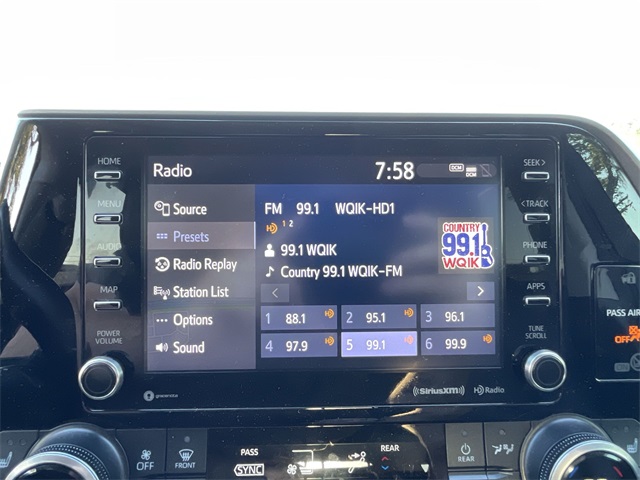 HOME
MENU
AUDIO
MAP
POWER
VOLUME
Radio
7:58
DCM
DCM
Source
Presets
Radio Replay
Station List
Options
Sound
FM 99.1 WQIK-HD1
1 2
99.1 WQIK
Country 99.1 WQIK-FM
COUNTRY
99.1
WQIK
< >
1 88.1
2 95.1
3 96.1
4 97.9
5 99.1
6 99.9
gracenote
SiriusXM
HD Radio
SEEK >
< TRACK
PHONE
APPS
TUNE
SCROLL
PASS AIR
OFF
OFF
FRONT
PASS
SYNC
REAR
REAR